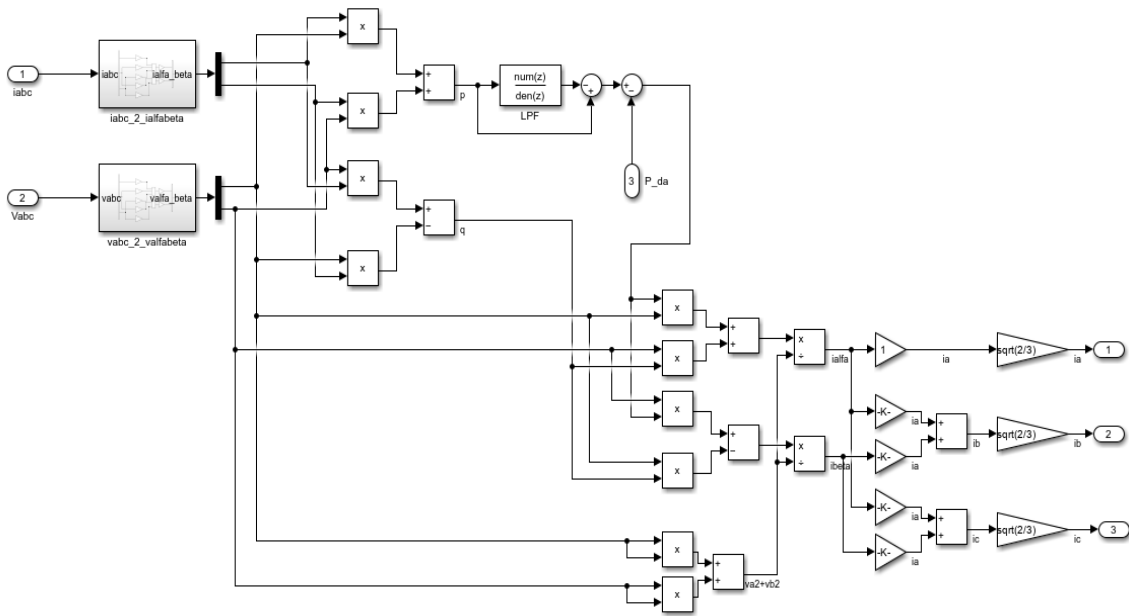 1
iabc
iabc
ialfa_beta
iabc_2_ialfabeta
2
Vabc
vabc
valfa_beta
vabc_2_valfabeta
x
x
x
x
+
+
p
+
−
q
num(z)
den(z)
LPF
−
+
+
−
3
P_da
x
x
x
x
+
+
+
−
x
÷
ialfa
x
÷
ibeta
x
x
+
+
va2+vb2
1
ia
sqrt(2/3)
ia
1
-K-
ia
-K-
ia
+
+
ib
sqrt(2/3)
ib
2
-K-
ia
-K-
ia
+
+
ic
sqrt(2/3)
ic
3